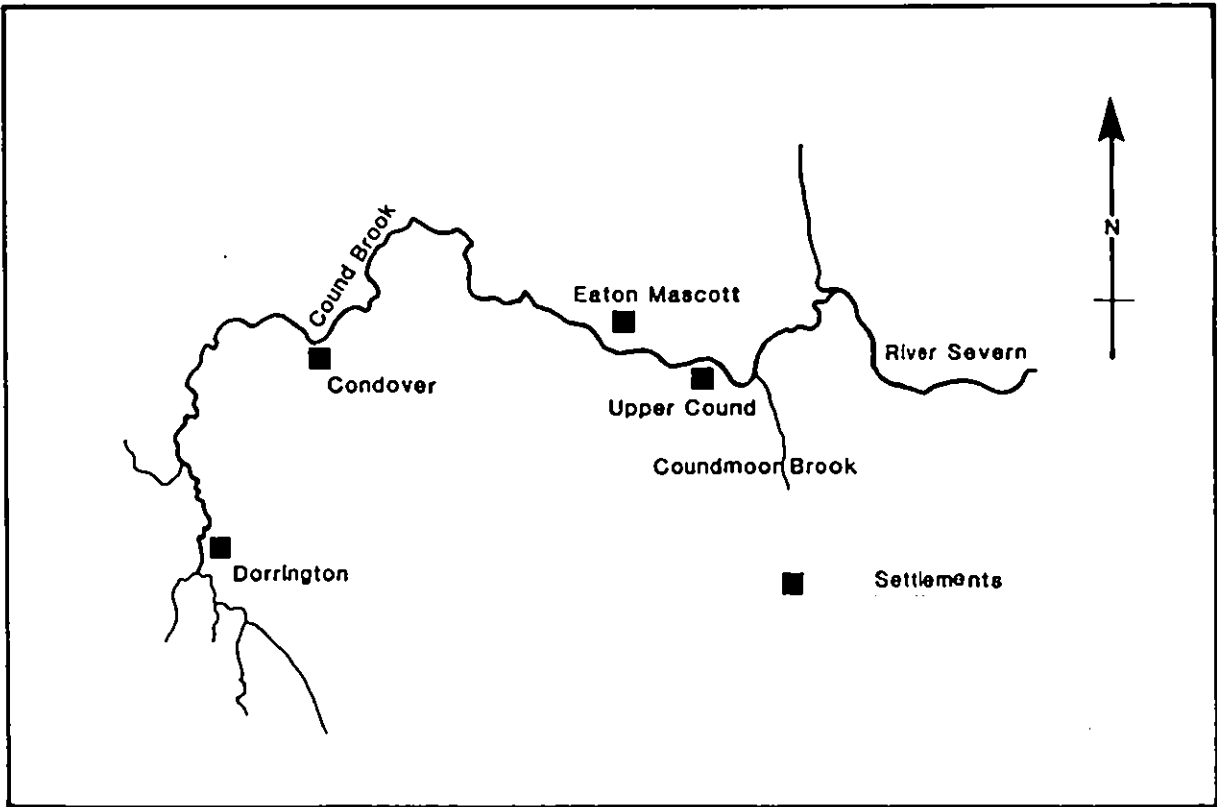 Cound Brook
N
Eaton Mascott
River Severn
Condover
Upper Cound
Coundmoor Brook
Dorrington
Settlements